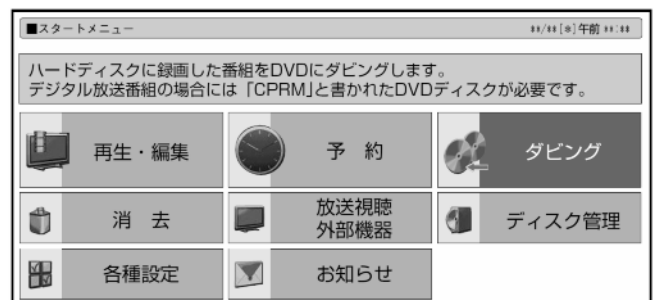 ■スタートメニュー
**/**[*]午前 **:**
ハードディスクに録画した番組をDVDにダビングします。
デジタル放送番組の場合には「CPRM」と書かれたDVDディスクが必要です。
再生・編集
予 約
ダビング
消 去
放送視聴
外部機器
ディスク管理
各種設定
お知らせ